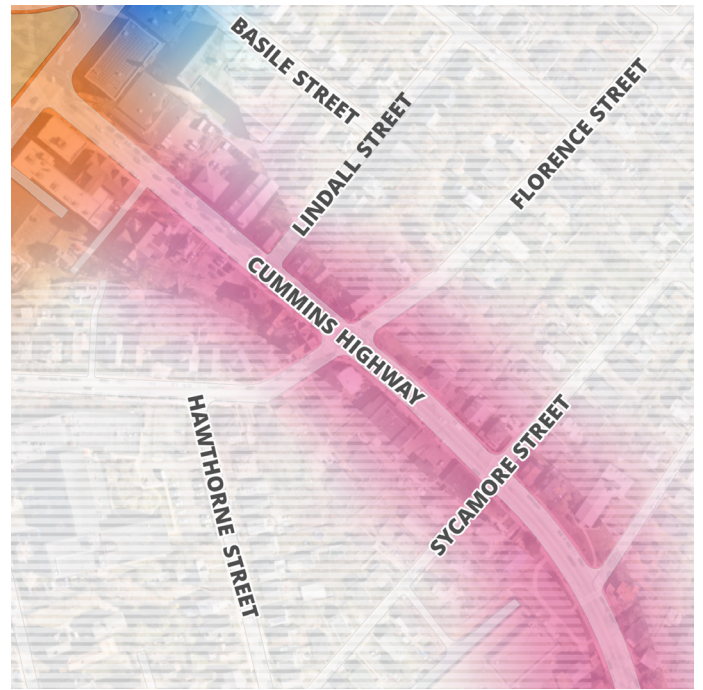 BASILE STREET
LINDALL STREET
FLORENCE STREET
CUMMINS HIGHWAY
HAWTHORNE STREET
SYCAMORE STREET